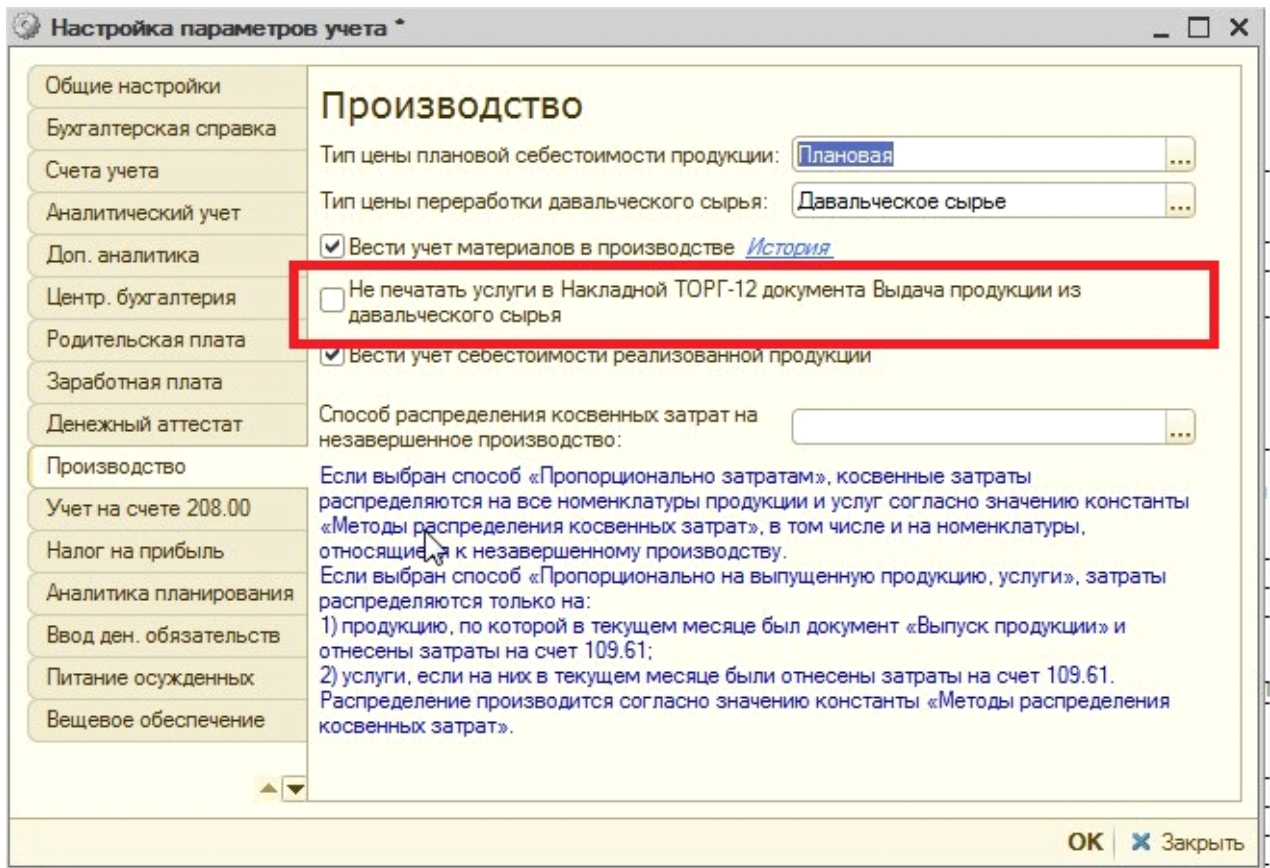 Настройка параметров учета *
Общие настройки
Бухгалтерская справка
Счета учета
Аналитический учет
Доп. аналитика
Центр. бухгалтерия
Родительская плата
Заработная плата
Денежный аттестат
Производство
Учет на счете 208.00
Налог на прибыль
Аналитика планирования
Ввод ден. обязательств
Питание осужденных
Вещевое обеспечение
Производство
Тип цены плановой себестоимости продукции: Плановая ...
Тип цены переработки давальческого сырья: Давальческое сырье ...
Вести учет материалов в производстве История
Не печатать услуги в Накладной ТОРГ-12 документа Выдача продукции из
давальческого сырья
Вести учет себестоимости реализованной продукции
Способ распределения косвенных затрат на
незавершенное производство: ...
Если выбран способ «Пропорционально затратам», косвенные затраты
распределяются на все номенклатуры продукции и услуг согласно значению константы
«Методы распределения косвенных затрат», в том числе и на номенклатуры,
относящиеся к незавершенному производству.
Если выбран способ «Пропорционально на выпущенную продукцию, услуги», затраты
распределяются только на:
1) продукцию, по которой в текущем месяце был документ «Выпуск продукции» и
отнесены затраты на счет 109.61;
2) услуги, если на них в текущем месяце были отнесены затраты на счет 109.61.
Распределение производится согласно значению константы «Методы распределения
косвенных затрат».
ОК
Закрыть